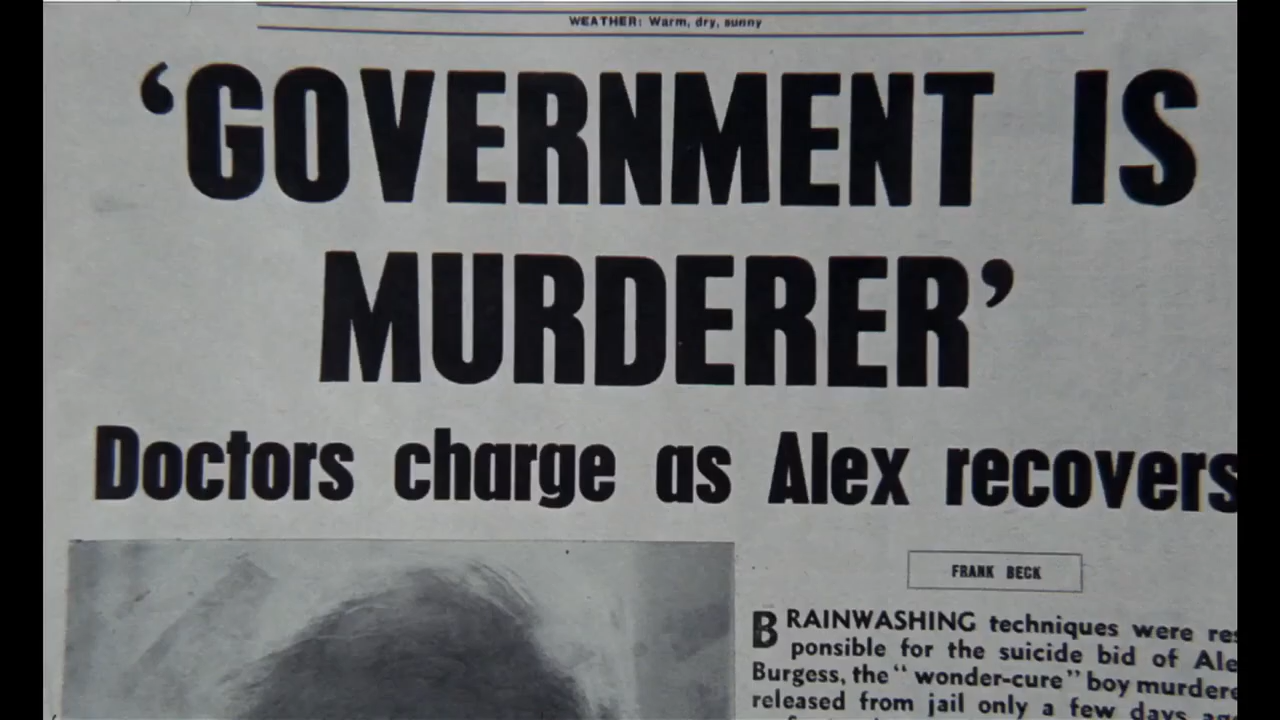 WEATHER: Warm, dry, sunny
‘GOVERNMENT IS
MURDERER’
Doctors charge as Alex recovers
FRANK BECK
BRAINWASHING techniques were res
ponsible for the suicide bid of Ale
Burgess, the “wonder-cure” boy murdere
released from jail only a few days ag